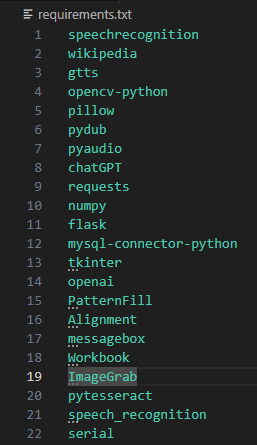 requirements.txt
1 speechrecognition
2 wikipedia
3 gtts
4 opencv-python
5 pillow
6 pydub
7 pyaudio
8 chatGPT
9 requests
10 numpy
11 flask
12 mysql-connector-python
13 tkinter
14 openai
15 PatternFill
16 Alignment
17 messagebox
18 Workbook
19 ImageGrab
20 pytesseract
21 speech_recognition
22 serial